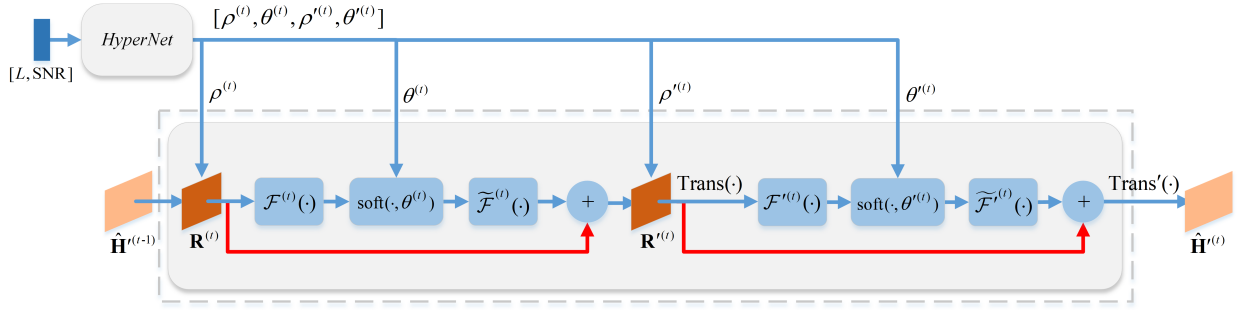 [ρ⁽ᵗ⁾, θ⁽ᵗ⁾, ρ′⁽ᵗ⁾, θ′⁽ᵗ⁾]
HyperNet
[L, SNR]
ρ⁽ᵗ⁾
θ⁽ᵗ⁾
ρ′⁽ᵗ⁾
θ′⁽ᵗ⁾
Trans(·)
Trans′(·)
ℱ⁽ᵗ⁾(·)
soft(·, θ⁽ᵗ⁾)
ℱ̃⁽ᵗ⁾(·)
+
ℱ′⁽ᵗ⁾(·)
soft(·, θ′⁽ᵗ⁾)
ℱ̃′⁽ᵗ⁾(·)
+
Ĥ′⁽ᵗ⁻¹⁾
R⁽ᵗ⁾
R′⁽ᵗ⁾
Ĥ′⁽ᵗ⁾